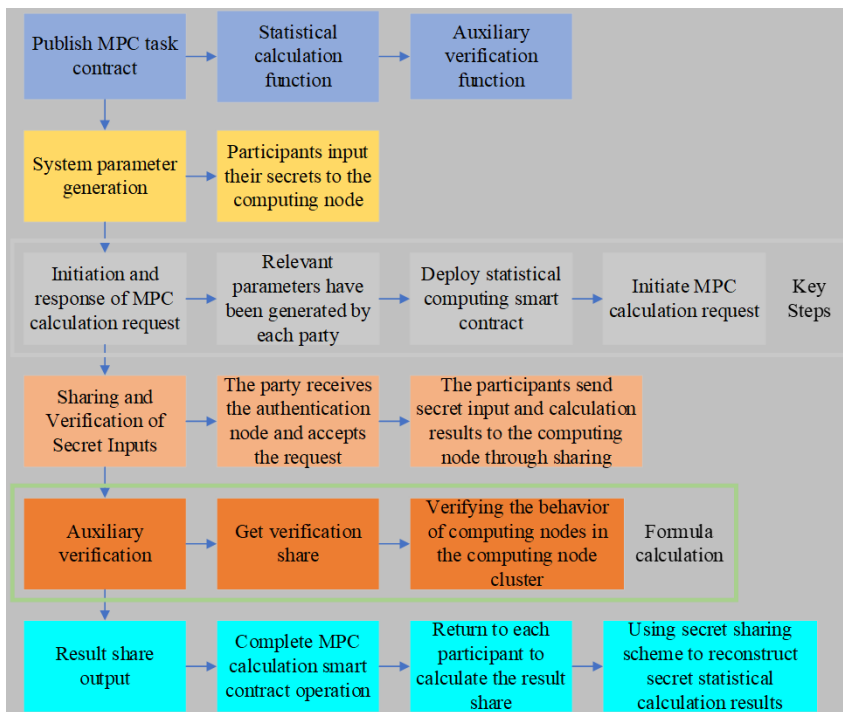 Publish MPC task
contract
Statistical
calculation
function
Auxiliary
verification
function
System parameter
generation
Participants input
their secrets to the
computing node
Initiation and
response of MPC
calculation request
Relevant
parameters have
been generated by
each party
Deploy statistical
computing smart
contract
Initiate MPC
calculation request
Key
Steps
Sharing and
Verification of
Secret Inputs
The party receives
the authentication
node and accepts
the request
The participants send
secret input and calculation
results to the computing
node through sharing
Auxiliary
verification
Get verification
share
Verifying the behavior
of computing nodes in
the computing node
cluster
Formula
calculation
Result share
output
Complete MPC
calculation smart
contract operation
Return to each
participant to
calculate the result
share
Using secret sharing
scheme to reconstruct
secret statistical
calculation results